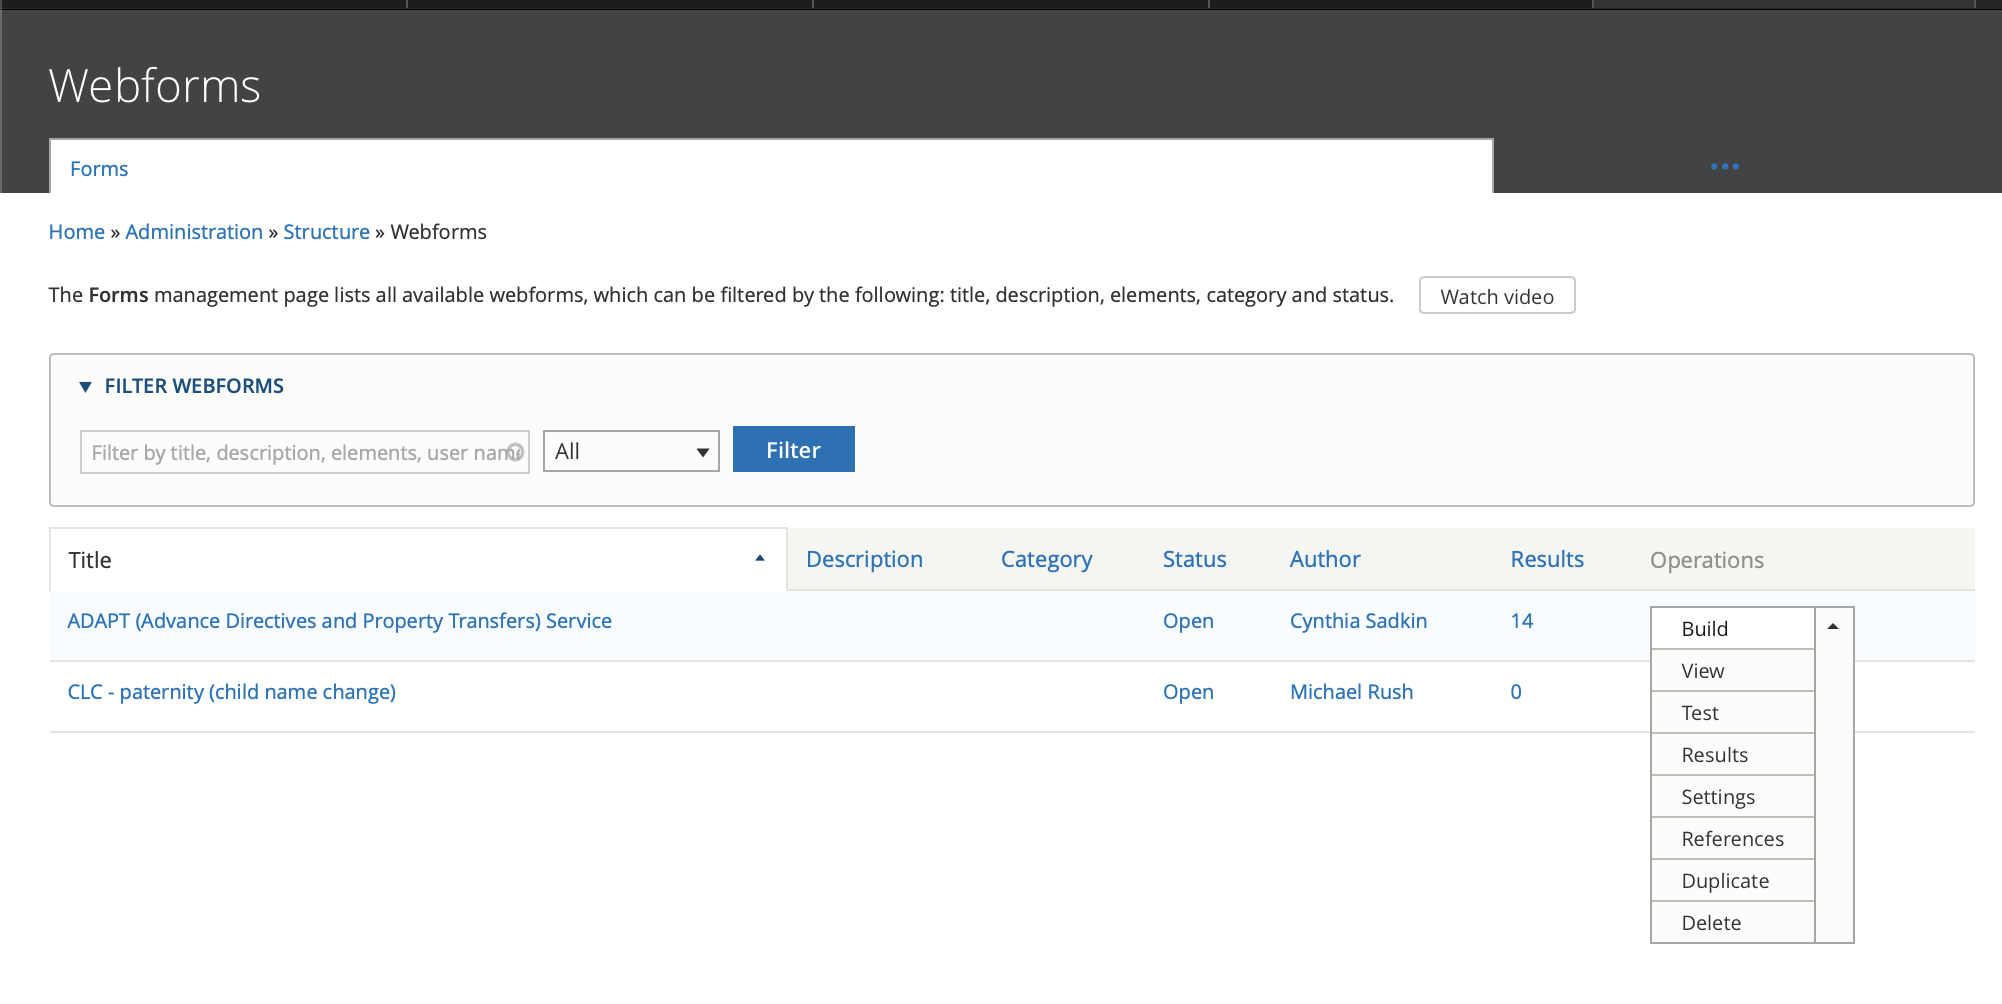 Webforms
Forms
Home » Administration » Structure » Webforms
The Forms management page lists all available webforms, which can be filtered by the following: title, description, elements, category and status. Watch video
FILTER WEBFORMS
Filter by title, description, elements, user name All Filter
Title Description Category Status Author Results Operations
ADAPT (Advance Directives and Property Transfers) Service Open Cynthia Sadkin 14
CLC - paternity (child name change) Open Michael Rush 0
Build
View
Test
Results
Settings
References
Duplicate
Delete